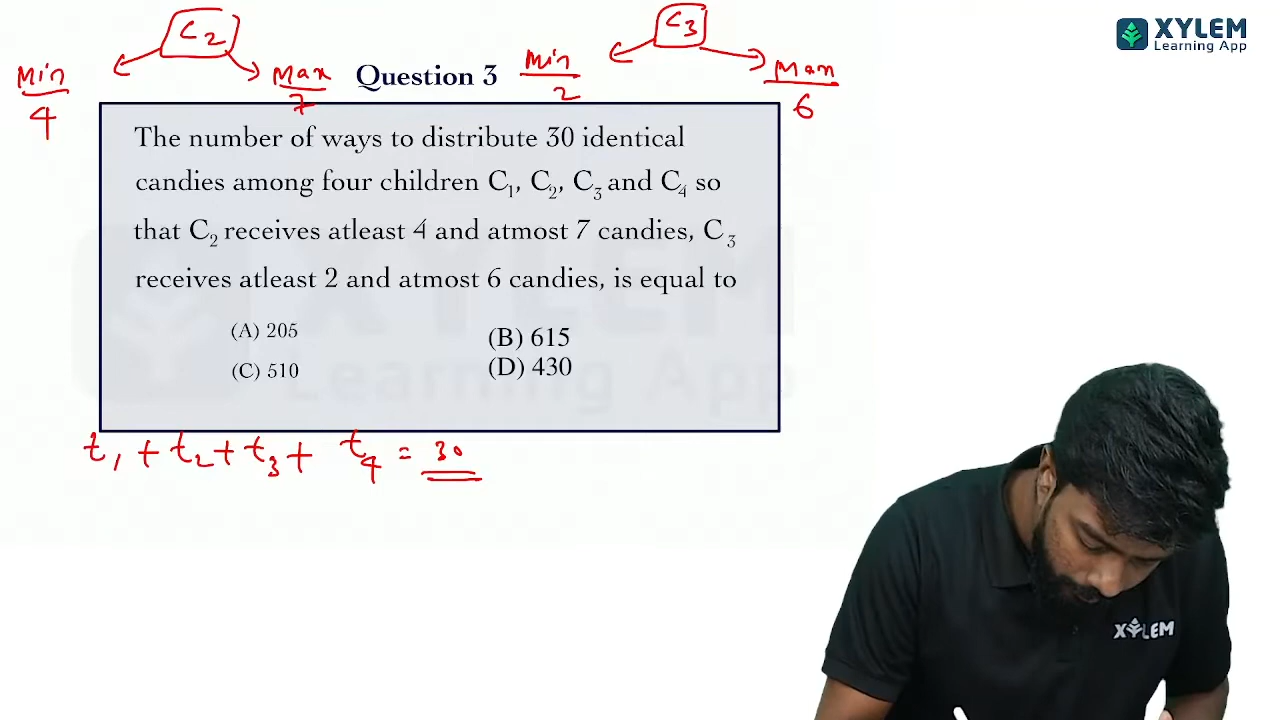 C2
C3
XYLEM
Learning App
Min
4
Max
7
Question 3
Min
2
Max
6
The number of ways to distribute 30 identical
candies among four children C1, C2, C3 and C4 so
that C2 receives atleast 4 and atmost 7 candies, C3
receives atleast 2 and atmost 6 candies, is equal to
(A) 205
(B) 615
(C) 510
(D) 430
t1 + t2 + t3 + t4 = 30
XYLEM
Learning App
XYLEM